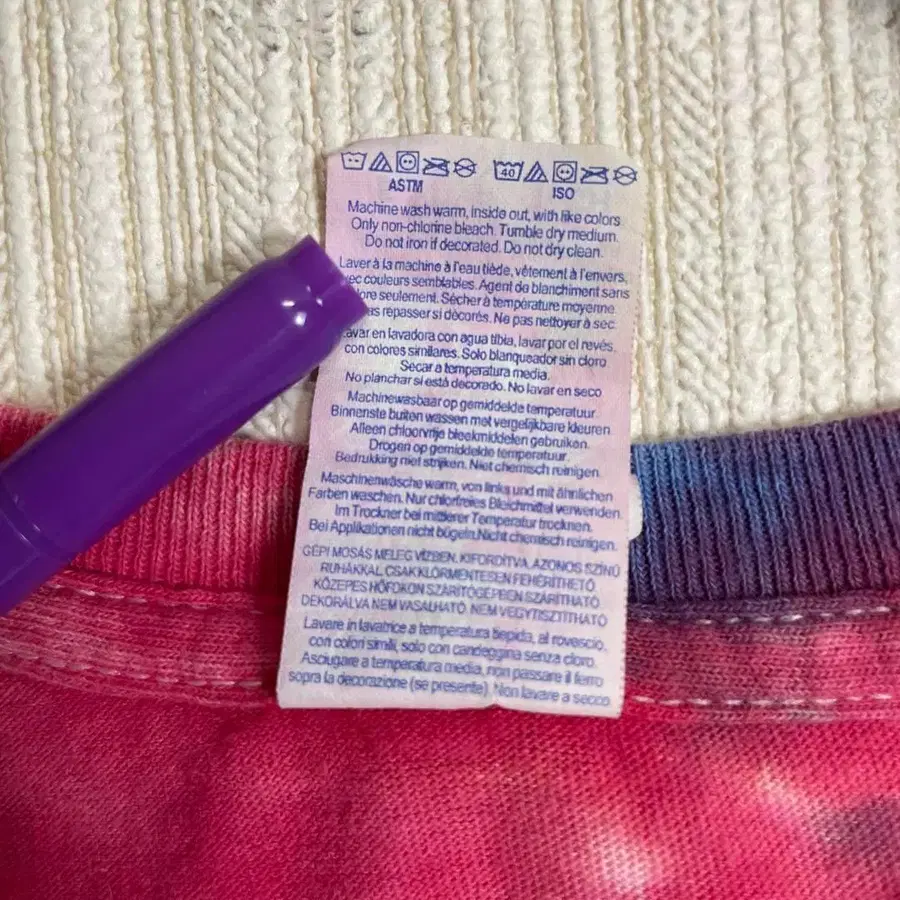 40
ASTM
ISO
Machine wash warm, inside out, with like colors.
Only non-chlorine bleach. Tumble dry medium.
Do not iron if decorated. Do not dry clean.
Laver à la machine à l'eau tiède, vêtement à l'envers,
couleurs semblables. Agent de blanchiment sans
seulement. Sécher à température moyenne.
repasser si décorés. Ne pas nettoyer à sec.
en lavadora con agua tibia, lavar por el revés,
con colores similares. Solo blanqueador sin cloro.
Secar a temperatura media.
No planchar si está decorado. No lavar en seco
Machinewasbaar op gemiddelde temperatuur.
Binnenste buiten wassen met vergelijkbare kleuren.
Alleen chloorvrije bleekmiddelen gebruiken.
Drogen op gemiddelde temperatuur.
Bedrukking niet strijken. Niet chemisch reinigen.
Maschinenwäsche warm, von links und mit ähnlichen
Farben waschen. Nur chlorfreies Bleichmittel verwenden.
Im Trockner bei mittlerer Temperatur trocknen.
Bei Applikationen nicht bügeln.Nicht chemisch reinigen.
GÉPI MOSÁS MELEG VÍZBEN, KIFORDÍTVA, AZONOS SZÍNŰ
RUHÁKKAL. CSAK KLÓRMENTESEN FEHÉRÍTHETŐ.
KÖZEPES HŐFOKON SZÁRÍTÓGÉPBEN SZÁRÍTHATÓ.
DEKORÁLVA NEM VASALHATÓ. NEM VEGYTISZTÍTHATÓ
Lavare in lavatrice a temperatura tiepida, al rovescio,
con colori simili, solo con candeggina senza cloro.
Asciugare a temperatura media, non passare il ferro
sopra la decorazione (se presente). Non lavare a secco.